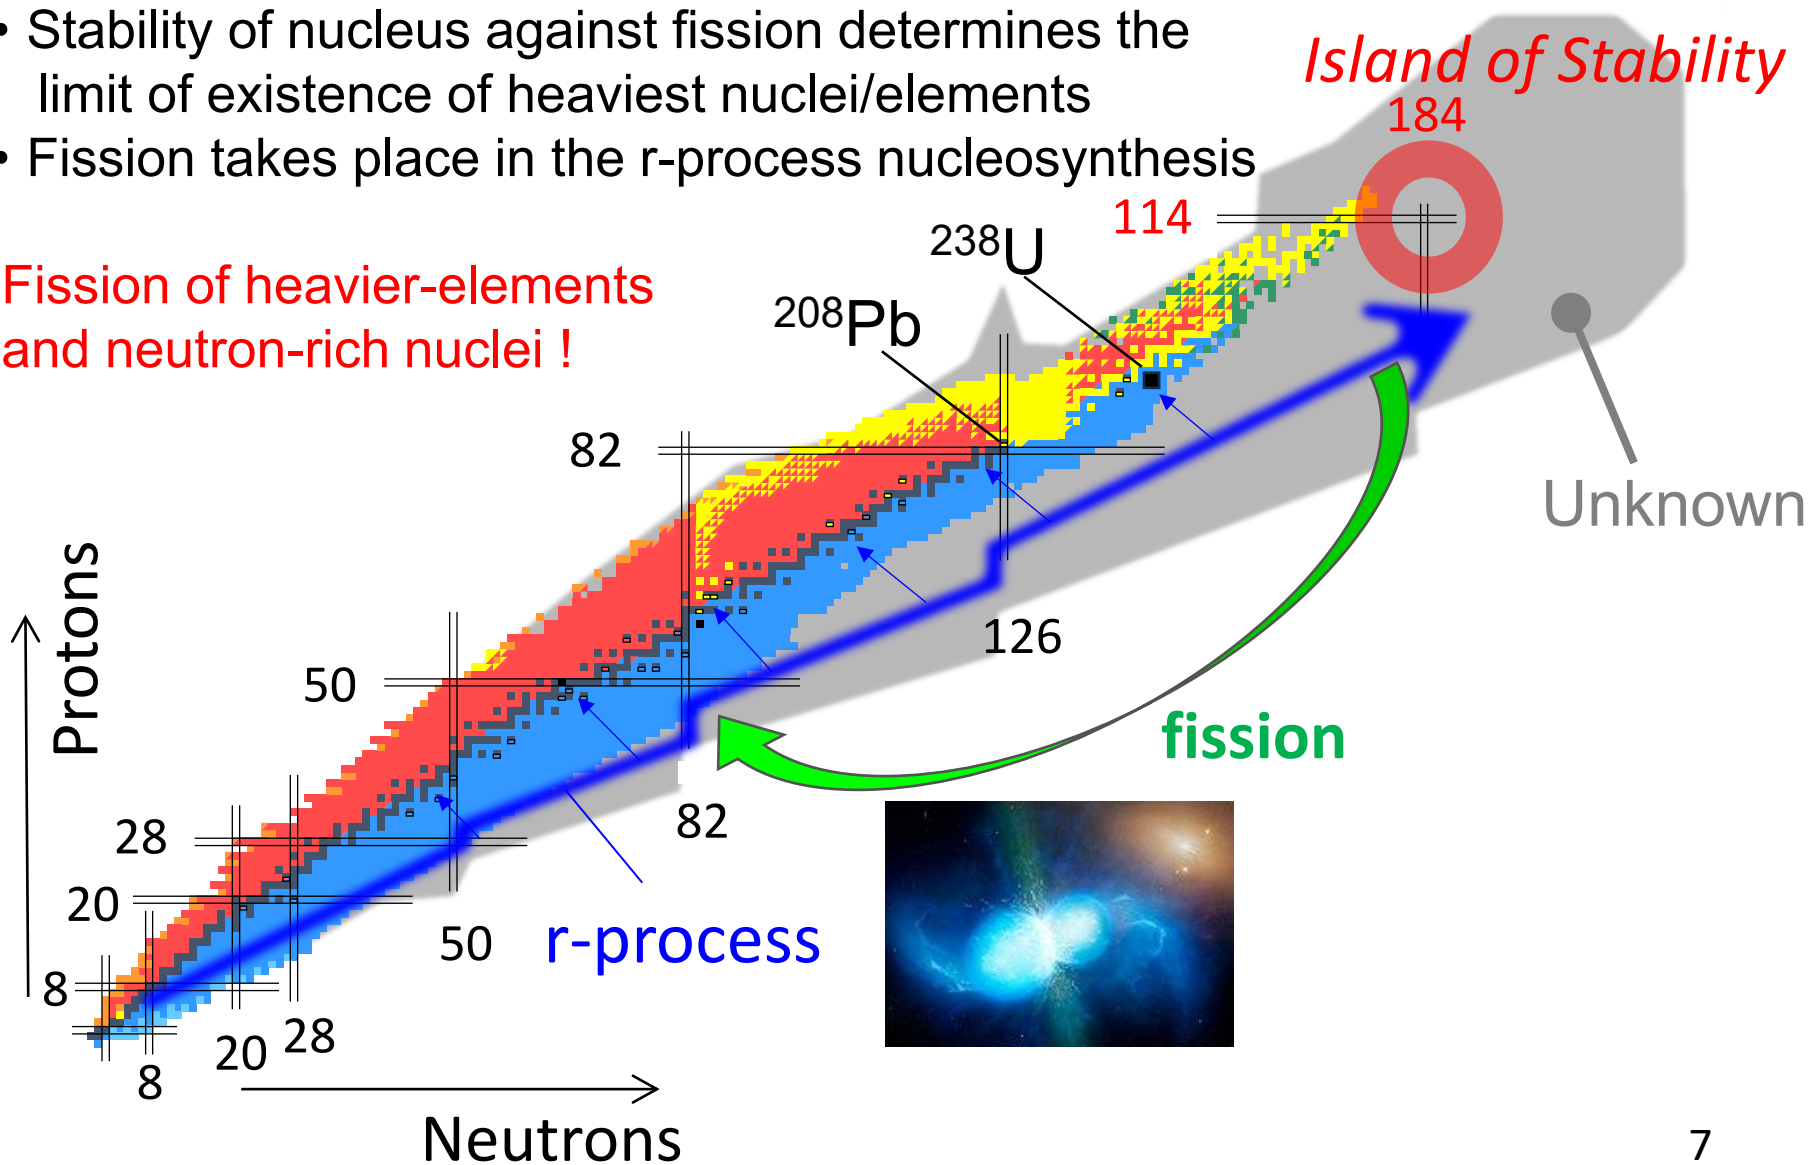 • Stability of nucleus against fission determines the
limit of existence of heaviest nuclei/elements
• Fission takes place in the r-process nucleosynthesis
Island of Stability
184
114
238U
208Pb
Fission of heavier-elements
and neutron-rich nuclei !
82
Unknown
Protons
50
126
fission
28
82
20
50
r-process
8
20
28
8
Neutrons
7